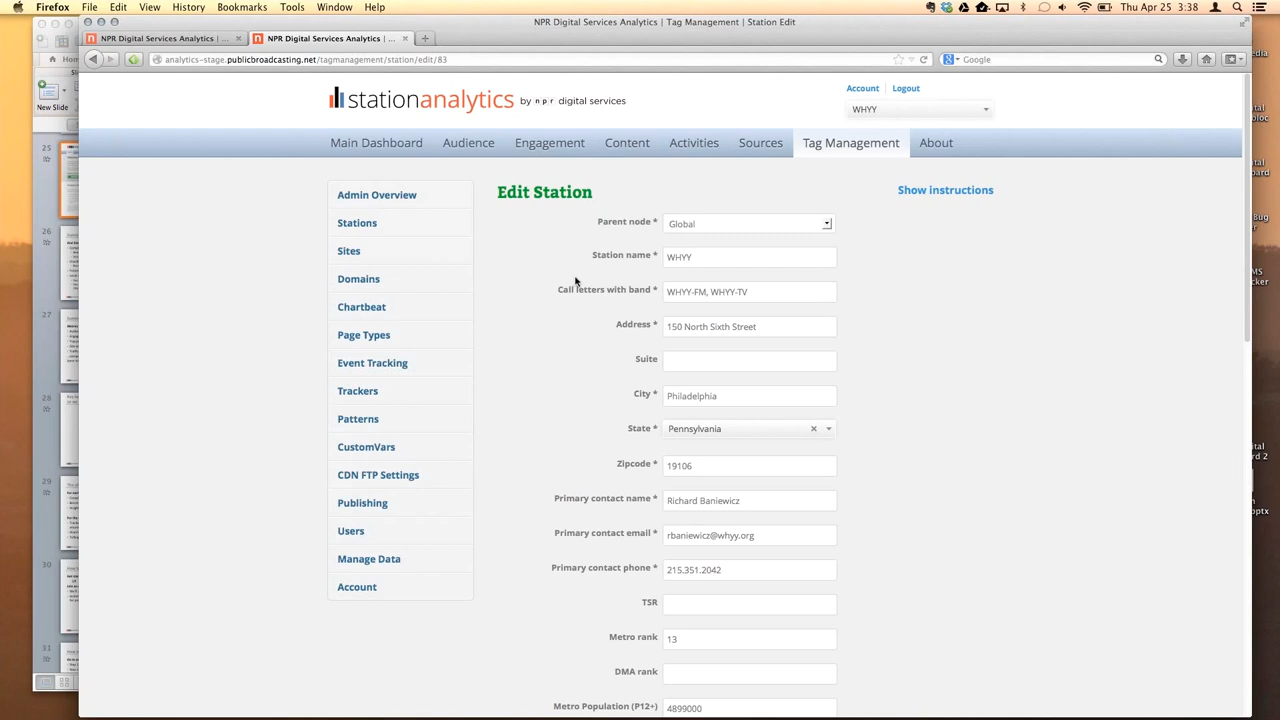 Firefox File Edit View History Bookmarks Tools Window Help Thu Apr 25 3:38
NPR Digital Services Analytics | Tag Management | Station Edit
NPR Digital Services Analytics | ... × NPR Digital Services Analytics | ... × +
analytics-stage.publicbroadcasting.net/tagmanagement/station/edit/83 Google
stationanalytics by npr digital services
Account Logout
WHYY
Main Dashboard Audience Engagement Content Activities Sources Tag Management About
Admin Overview
Stations
Sites
Domains
Chartbeat
Page Types
Event Tracking
Trackers
Patterns
CustomVars
CDN FTP Settings
Publishing
Users
Manage Data
Account
Edit Station
Show instructions
Parent node * Global
Station name * WHYY
Call letters with band * WHYY-FM, WHYY-TV
Address * 150 North Sixth Street
Suite
City * Philadelphia
State * Pennsylvania ×
Zipcode * 19106
Primary contact name * Richard Baniewicz
Primary contact email * rbaniewicz@whyy.org
Primary contact phone * 215.351.2042
TSR
Metro rank 13
DMA rank
Metro Population (P12+) 4899000
New Slide
25
26
27
28
29
30
31